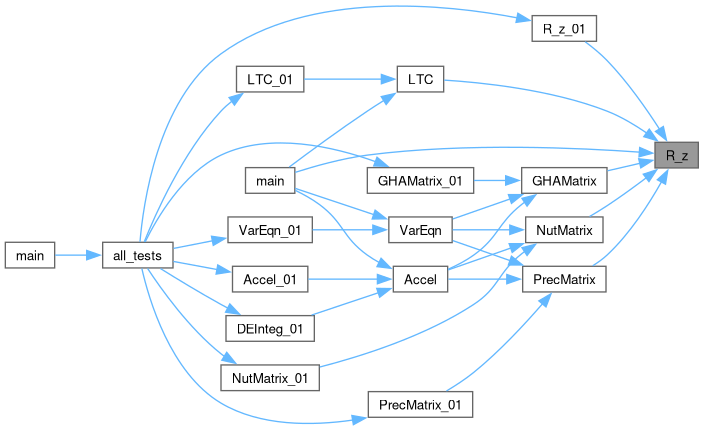 R_z_01
LTC_01
LTC
R_z
main
GHAMatrix_01
GHAMatrix
VarEqn_01
VarEqn
NutMatrix
main
all_tests
Accel_01
Accel
PrecMatrix
DEInteg_01
NutMatrix_01
PrecMatrix_01